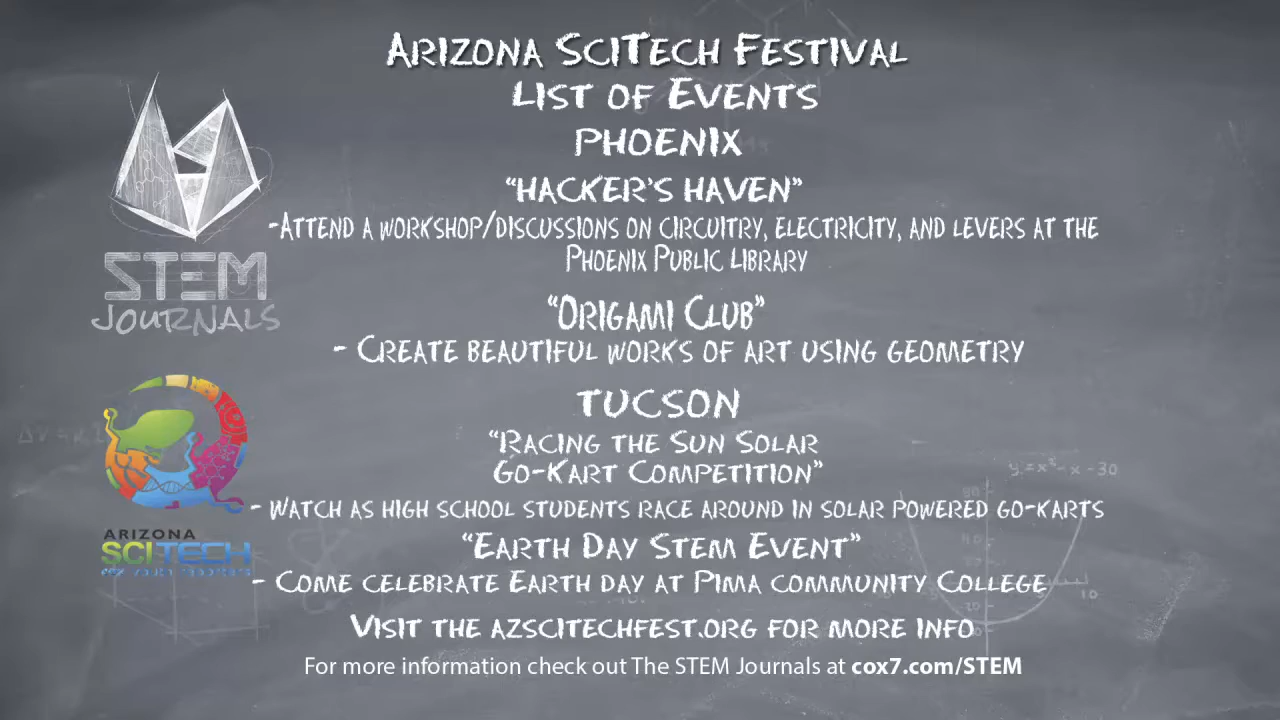 Arizona SciTech Festival
List of Events
PHOENIX
"HACKER'S HAVEN"
-Attend a workshop/discussions on circuitry, electricity, and levers at the
Phoenix Public Library
"Origami Club"
- Create beautiful works of art using geometry
TUCSON
"Racing the Sun Solar
Go-Kart Competition"
- Watch as high school students race around in solar powered go-karts
"Earth Day Stem Event"
- Come celebrate Earth day at Pima community College
Visit the azscitechfest.org for more info
For more information check out The STEM Journals at cox7.com/STEM
STEM
JOURNALS
ARIZONA
SCITECH
y=x²-x-30
10